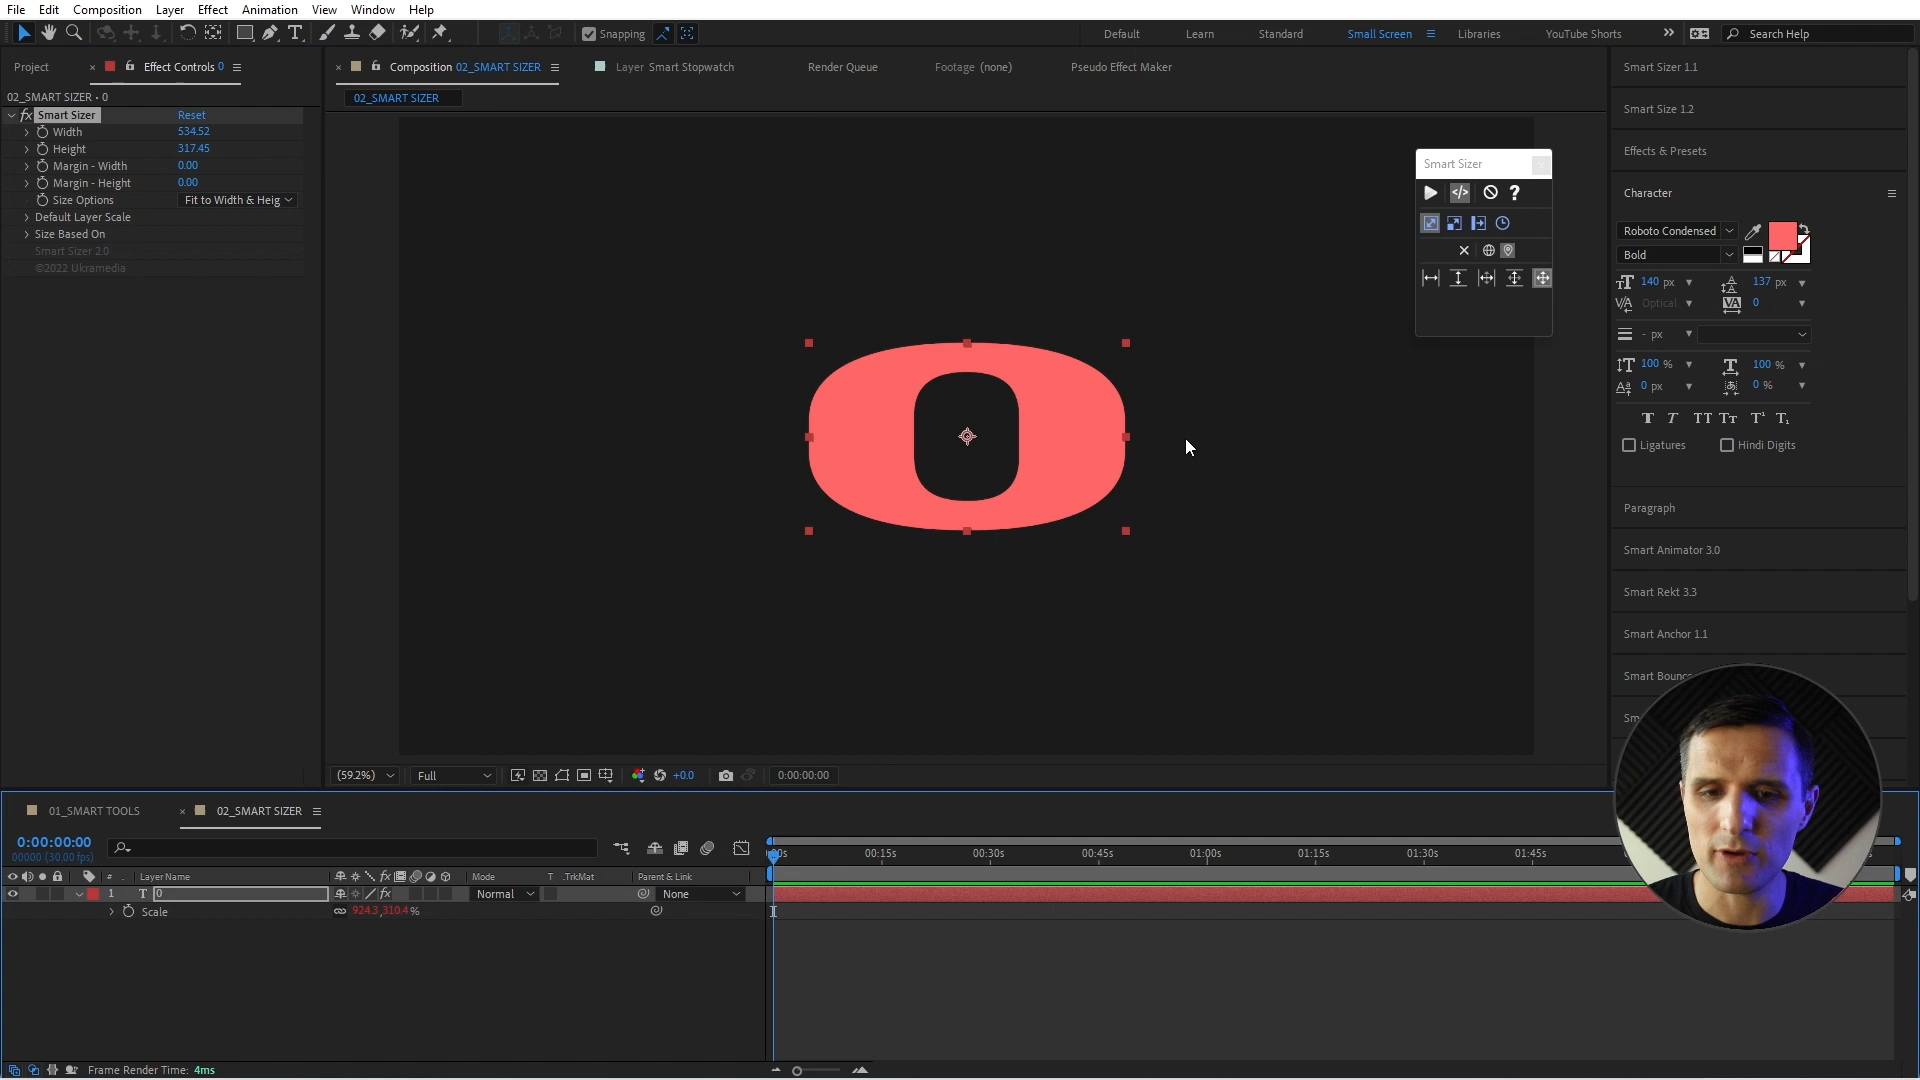 File Edit Composition Layer Effect Animation View Window Help
Snapping
Default Learn Standard Small Screen Libraries YouTube Shorts Search Help
Project Effect Controls 0
Composition 02_SMART SIZER Layer Smart Stopwatch Render Queue Footage (none) Pseudo Effect Maker
02_SMART SIZER • 0
02_SMART SIZER
fx Smart Sizer Reset
Width 534.52
Height 317.45
Margin - Width 0.00
Margin - Height 0.00
Size Options Fit to Width & Heig
Default Layer Scale
Size Based On
Smart Sizer 2.0
©2022 Ukramedia
0
Smart Sizer
Smart Sizer 1.1
Smart Size 1.2
Effects & Presets
Character
Roboto Condensed
Bold
140 px 137 px
Optical 0
- px
100 % 100 %
0 px 0 %
Ligatures Hindi Digits
Paragraph
Smart Animator 3.0
Smart Rekt 3.3
Smart Anchor 1.1
Smart Bounc
Sm
(59.2%) Full +0.0 0:00:00:00
01_SMART TOOLS 02_SMART SIZER
0:00:00:00
00000 (30.00 fps)
00:15s 00:30s 00:45s 01:00s 01:15s 01:30s 01:45s
# Layer Name Mode T .TrkMat Parent & Link
1 T 0 Normal None
Scale 924.3,310.4%
Frame Render Time: 4ms